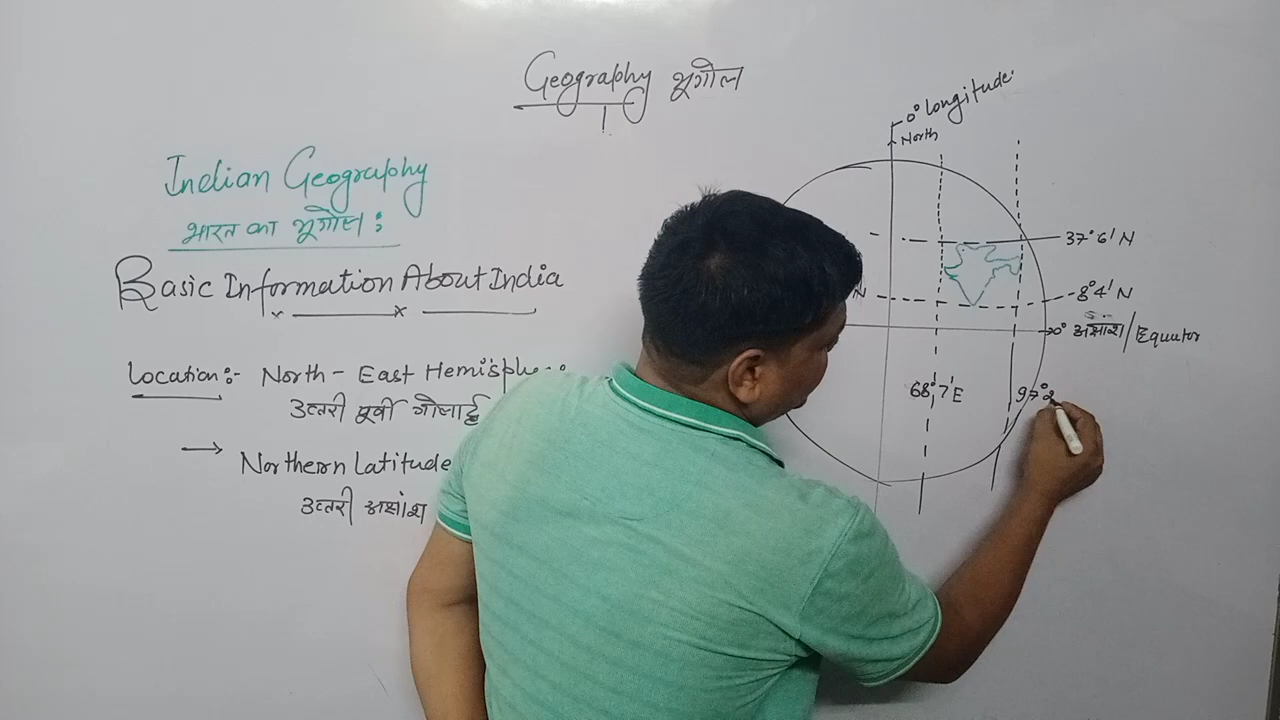 Geography भूगोल
Indian Geography
भारत का भूगोल :
Basic Information About India
Location:- North - East Hemisphe
उत्तरी पूर्वी गोलार्द्ध
→ Northern Latitude
उत्तरी अक्षांश
0° longitude
North
37°6' N
N
8°4' N
0° अक्षांश/Equator
68°7'E
97°2